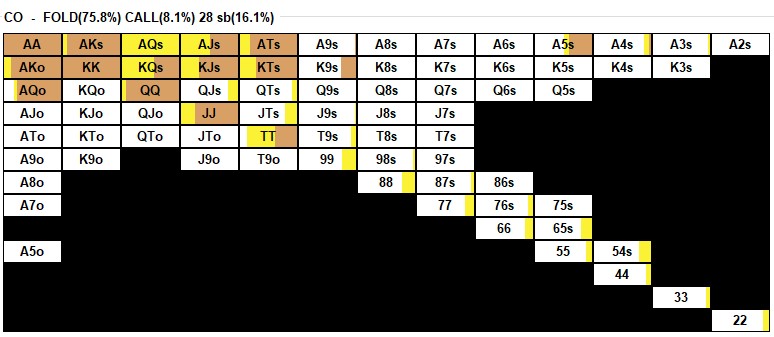 CO - FOLD(75.8%) CALL(8.1%) 28 sb(16.1%)
AA AKs AQs AJs ATs A9s A8s A7s A6s A5s A4s A3s A2s
AKo KK KQs KJs KTs K9s K8s K7s K6s K5s K4s K3s
AQo KQo QQ QJs QTs Q9s Q8s Q7s Q6s Q5s
AJo KJo QJo JJ JTs J9s J8s J7s
ATo KTo QTo JTo TT T9s T8s T7s
A9o K9o J9o T9o 99 98s 97s
A8o 88 87s 86s
A7o 77 76s 75s
66 65s
A5o 55 54s
44
33
22